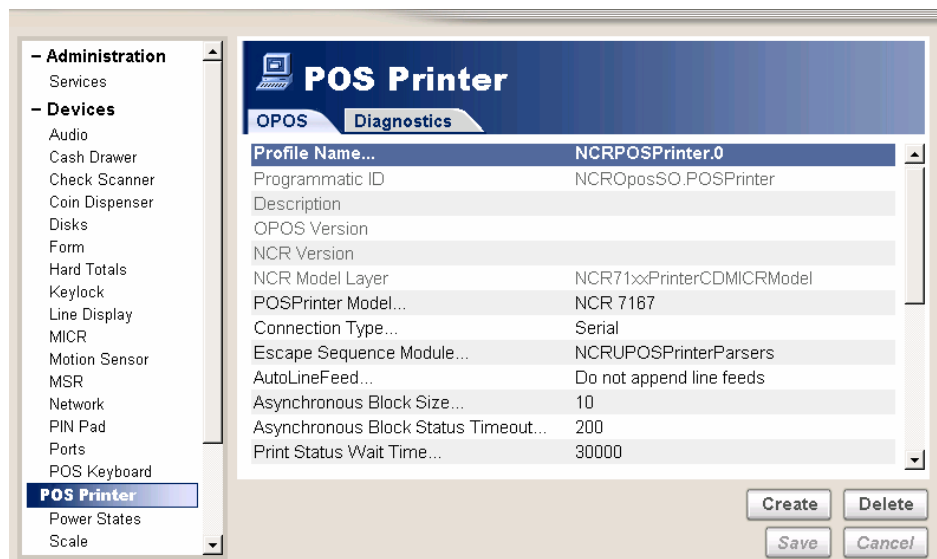 – Administration
Services
– Devices
Audio
Cash Drawer
Check Scanner
Coin Dispenser
Disks
Form
Hard Totals
Keylock
Line Display
MICR
Motion Sensor
MSR
Network
PIN Pad
Ports
POS Keyboard
POS Printer
Power States
Scale
POS Printer
OPOS Diagnostics
Profile Name... NCRPOSPrinter.0
Programmatic ID NCROposSO.POSPrinter
Description
OPOS Version
NCR Version
NCR Model Layer NCR71xxPrinterCDMICRModel
POSPrinter Model... NCR 7167
Connection Type... Serial
Escape Sequence Module... NCRUPOSPrinterParsers
AutoLineFeed... Do not append line feeds
Asynchronous Block Size... 10
Asynchronous Block Status Timeout... 200
Print Status Wait Time... 30000
Create Delete
Save Cancel